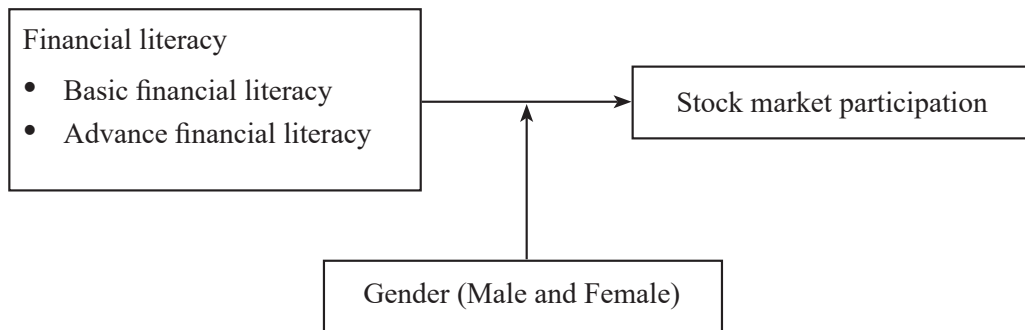 Financial literacy
• Basic financial literacy
• Advance financial literacy
Stock market participation
Gender (Male and Female)